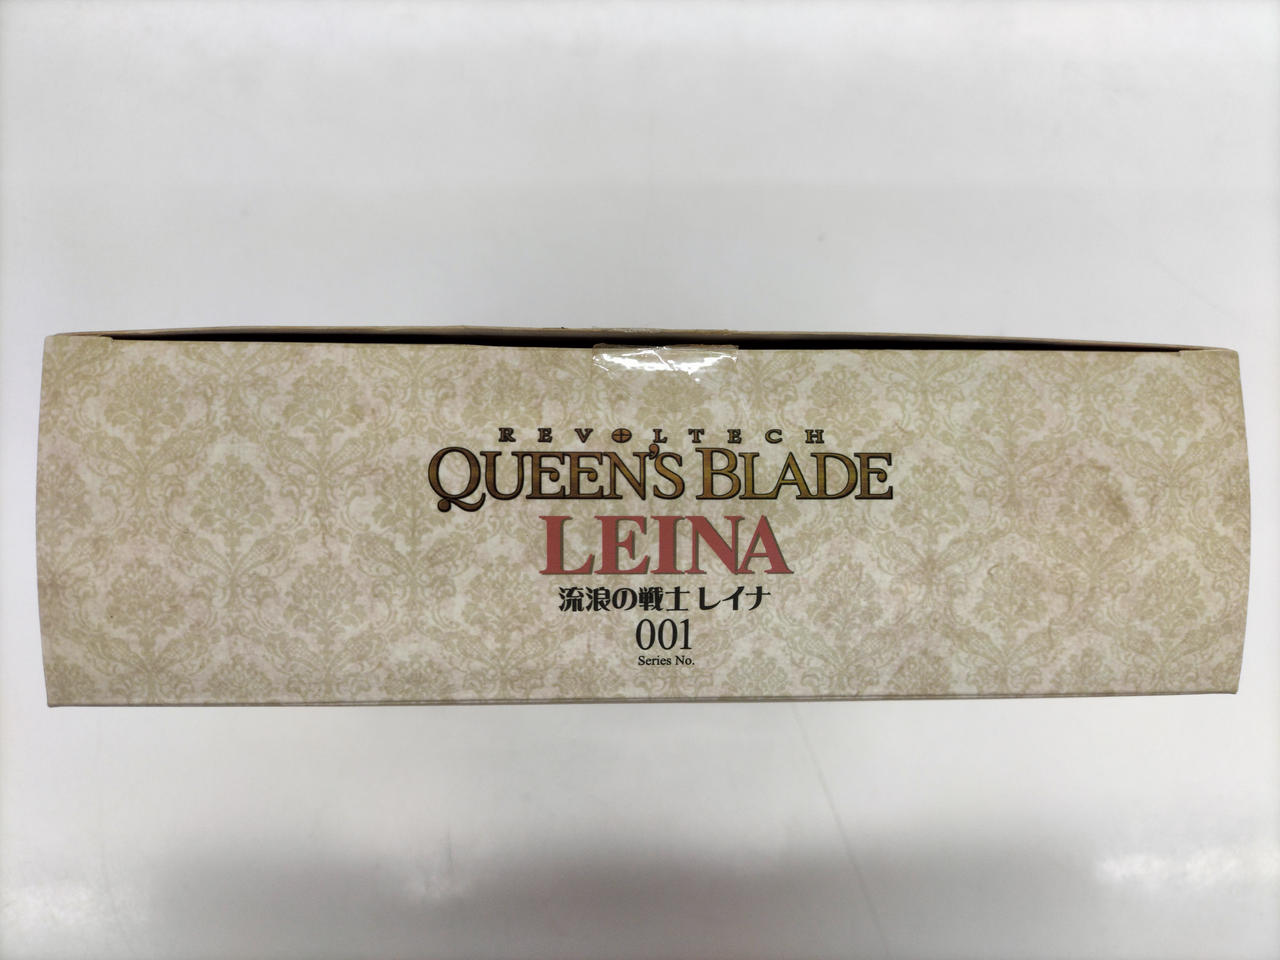 REVOLTECH
QUEEN'S BLADE
LEINA
流浪の戦士 レイナ
001
Series No.